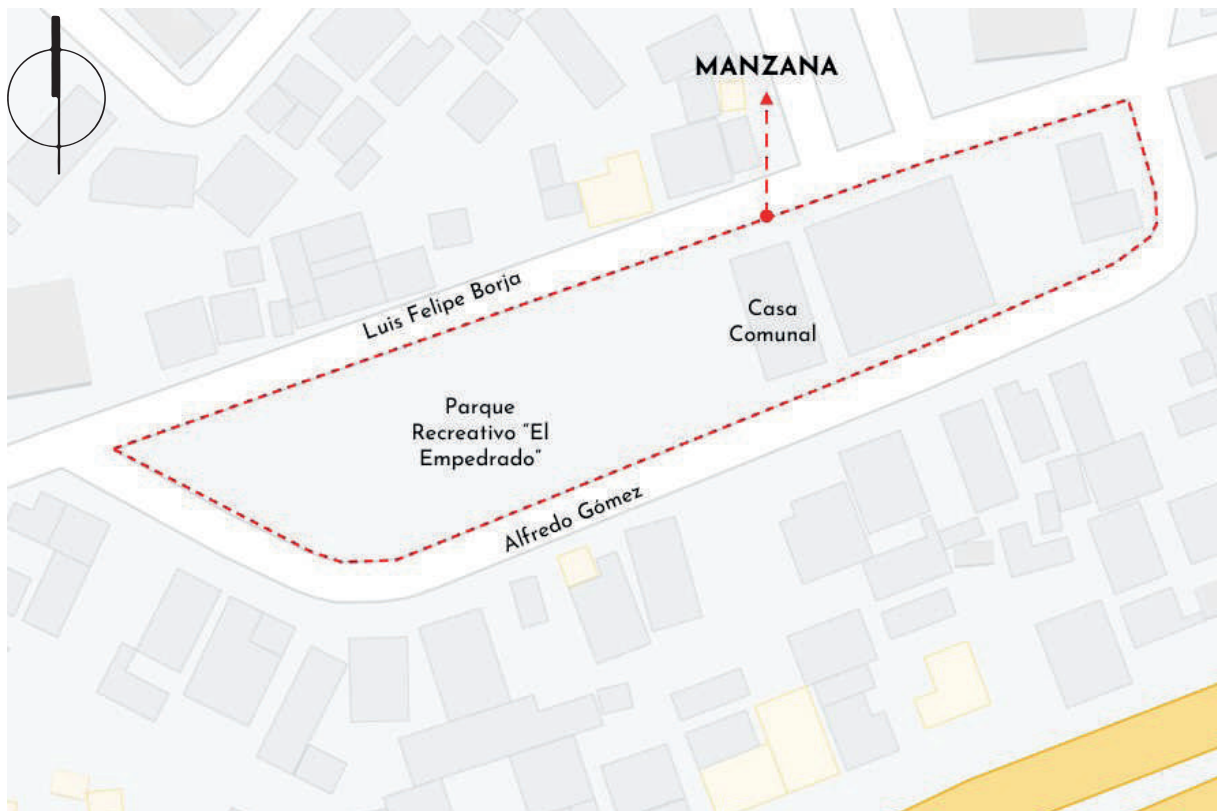 MANZANA
Luis Felipe Borja
Casa
Comunal
Parque
Recreativo “El
Empedrado”
Alfredo Gómez